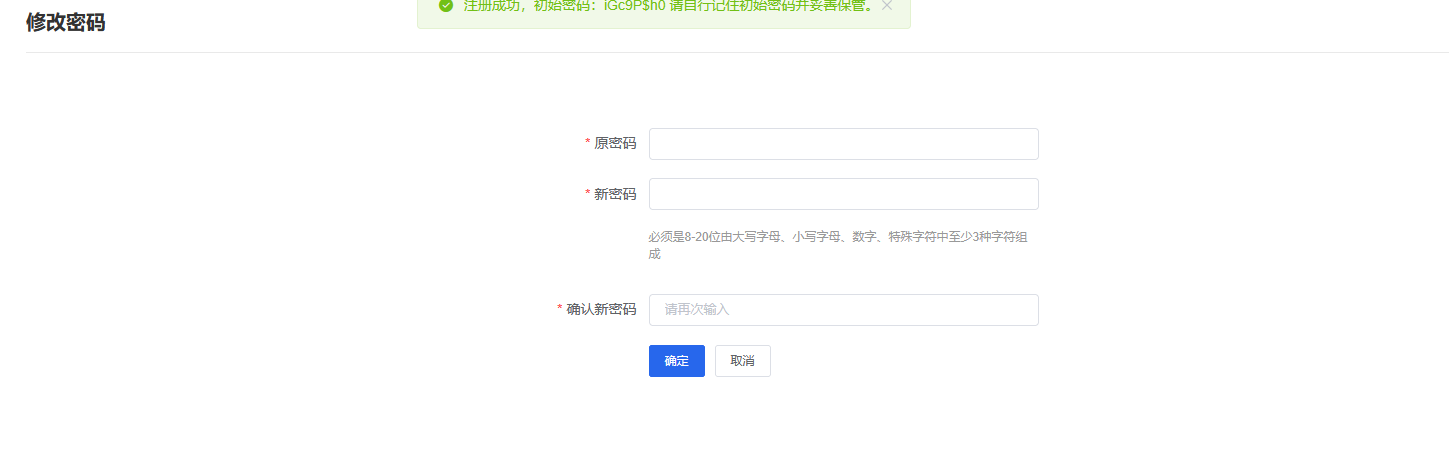 注册成功，初始密码：iGc9P$h0 请自行记住初始密码并妥善保管。
修改密码
* 原密码
* 新密码
必须是8-20位由大写字母、小写字母、数字、特殊字符中至少3种字符组
成
* 确认新密码 请再次输入
确定 取消